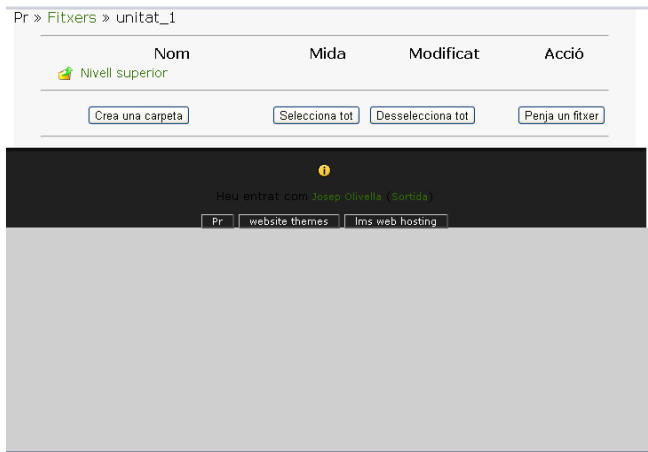 Pr » Fitxers » unitat_1
Nom Mida Modificat Acció
Nivell superior
Crea una carpeta Selecciona tot Desselecciona tot Penja un fitxer
Heu entrat com Josep Olivella (Sortida)
Pr website themes lms web hosting